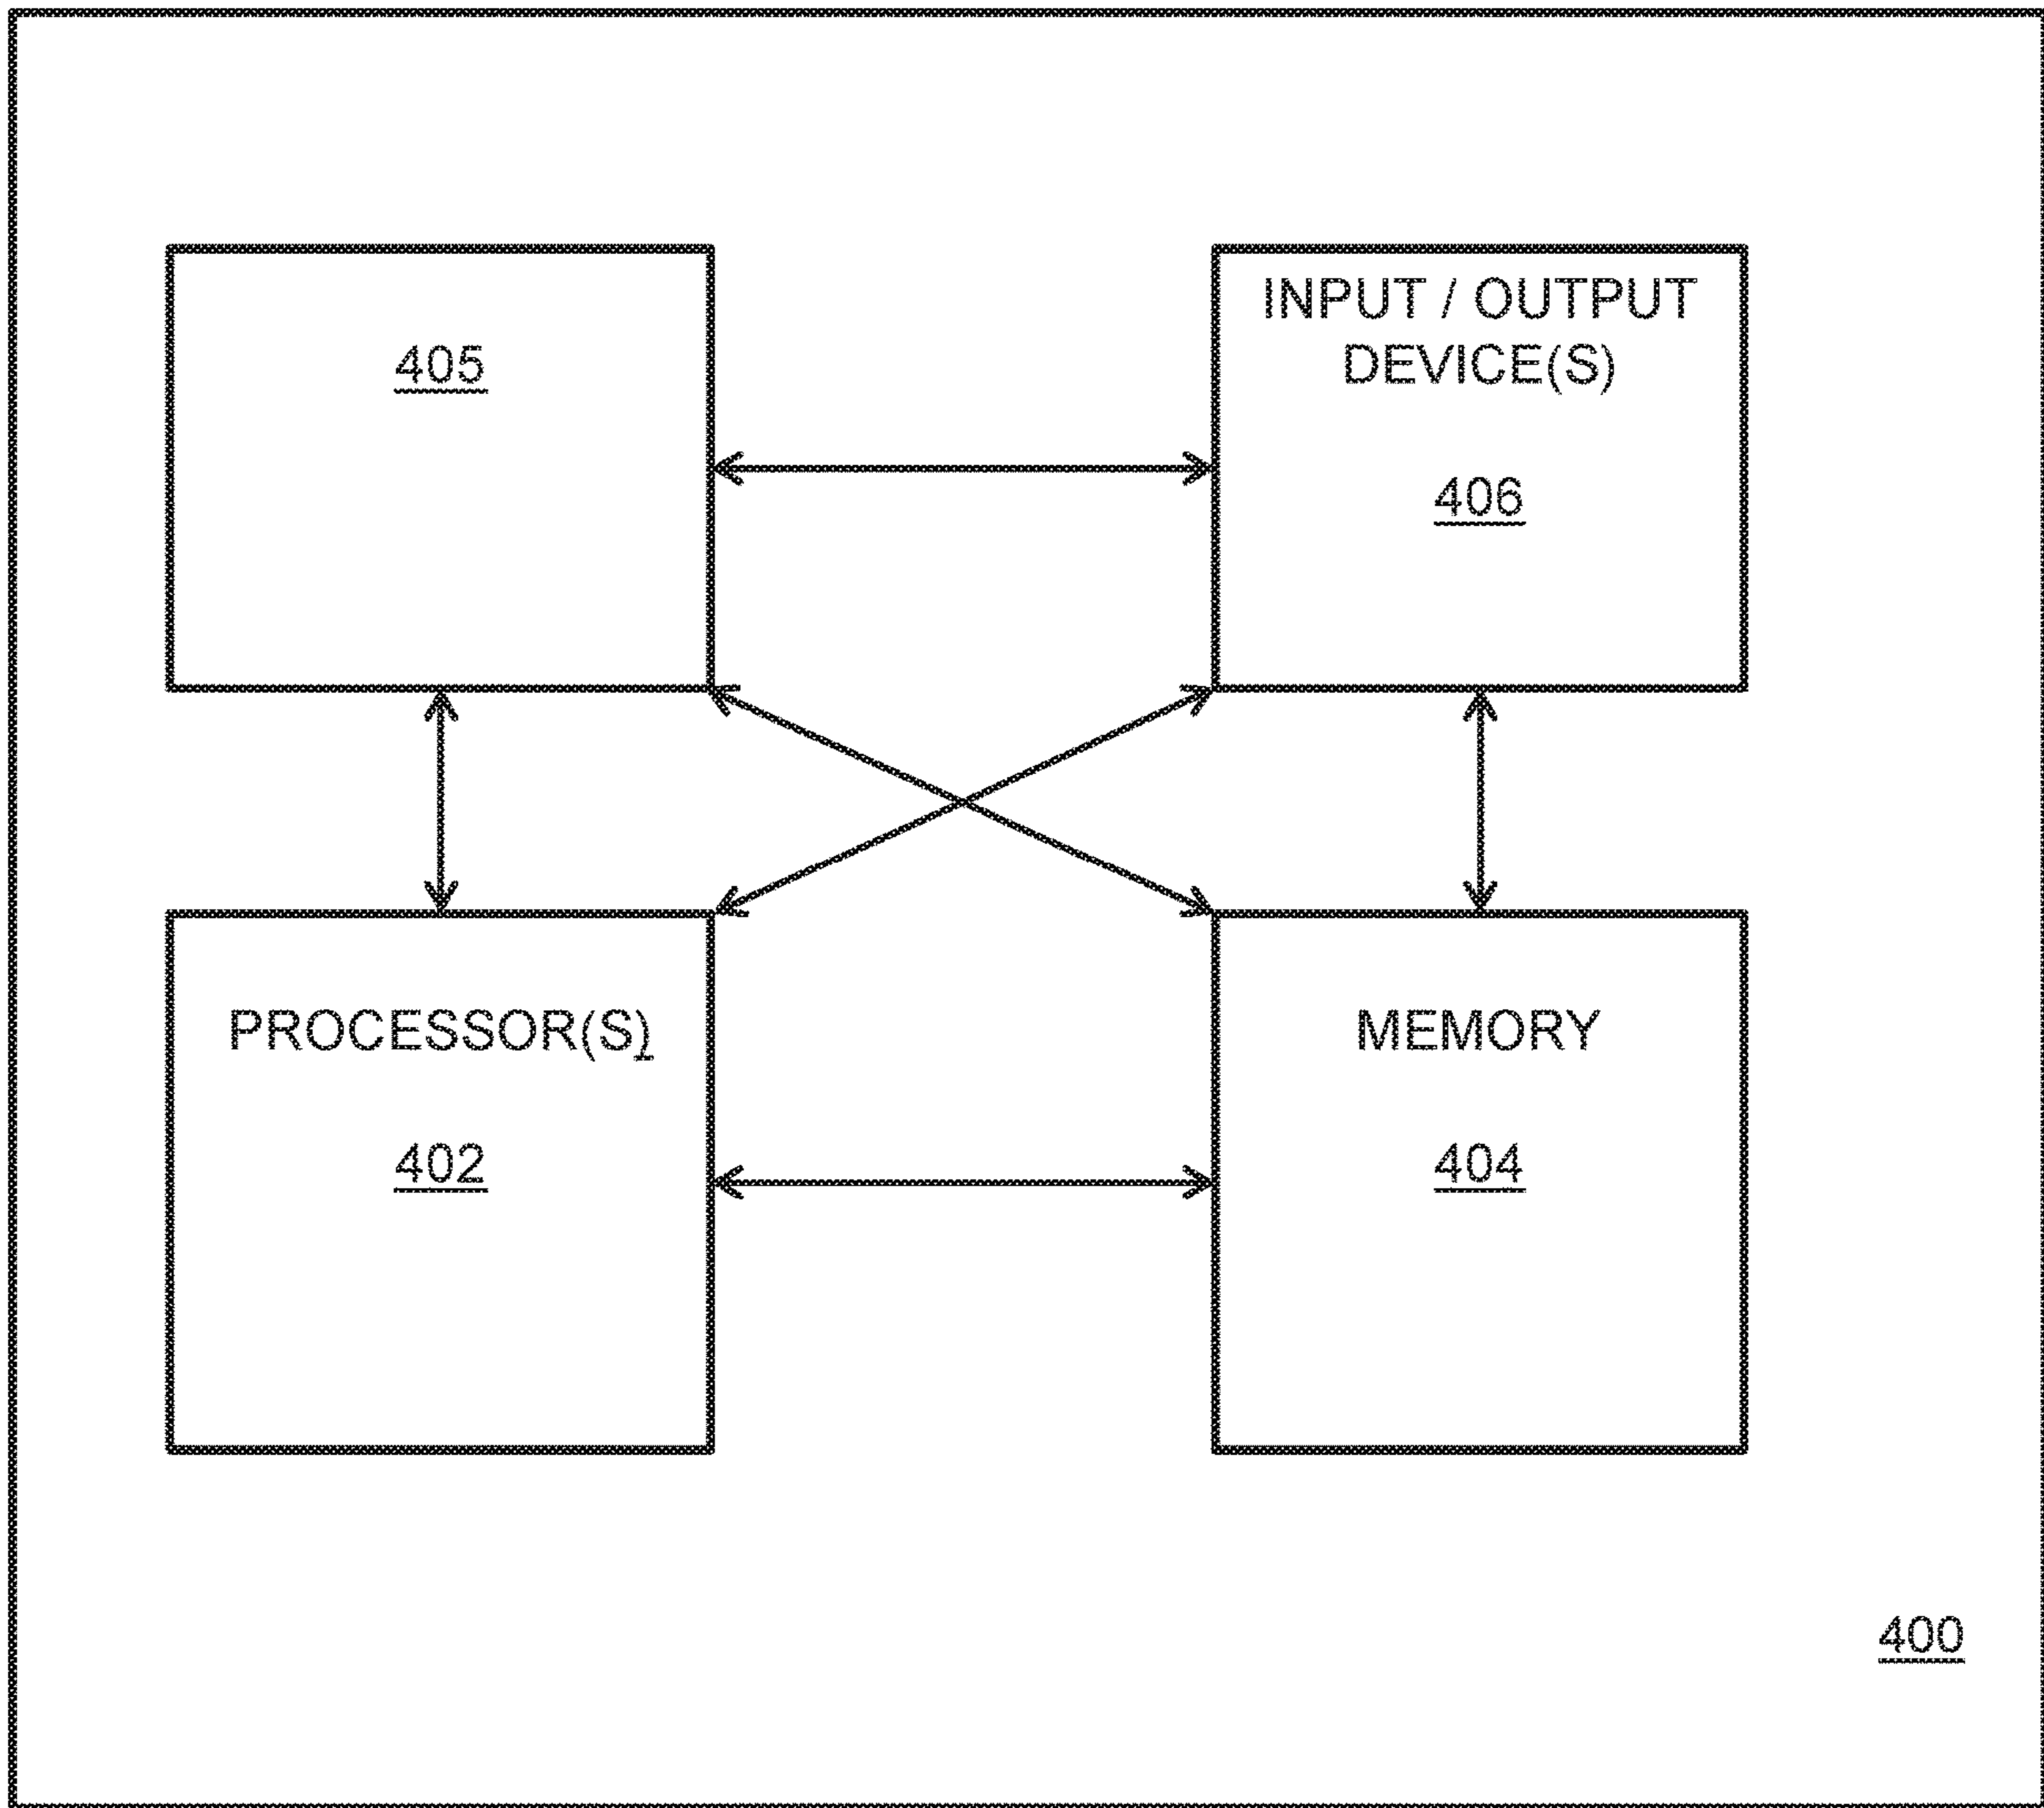 405
INPUT / OUTPUT
DEVICE(S)
406
PROCESSOR(S)
402
MEMORY
404
400